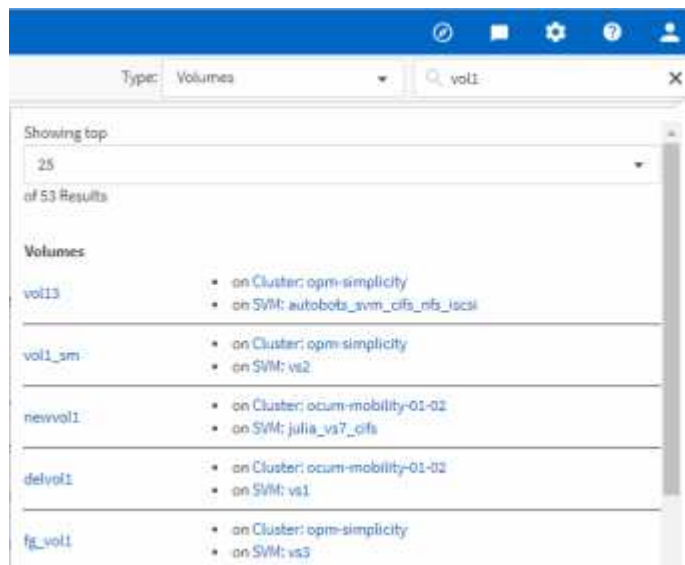 Type: Volumes vol1
Showing top
25
of 53 Results
Volumes
vol13
on Cluster: opm-simplicity
on SVM: autobots_svm_cifs_nfs_iscsi
vol1_sm
on Cluster: opm-simplicity
on SVM: vs2
newvol1
on Cluster: ocum-mobility-01-02
on SVM: julia_vs7_cifs
delvol1
on Cluster: ocum-mobility-01-02
on SVM: vs1
fg_vol1
on Cluster: opm-simplicity
on SVM: vs3